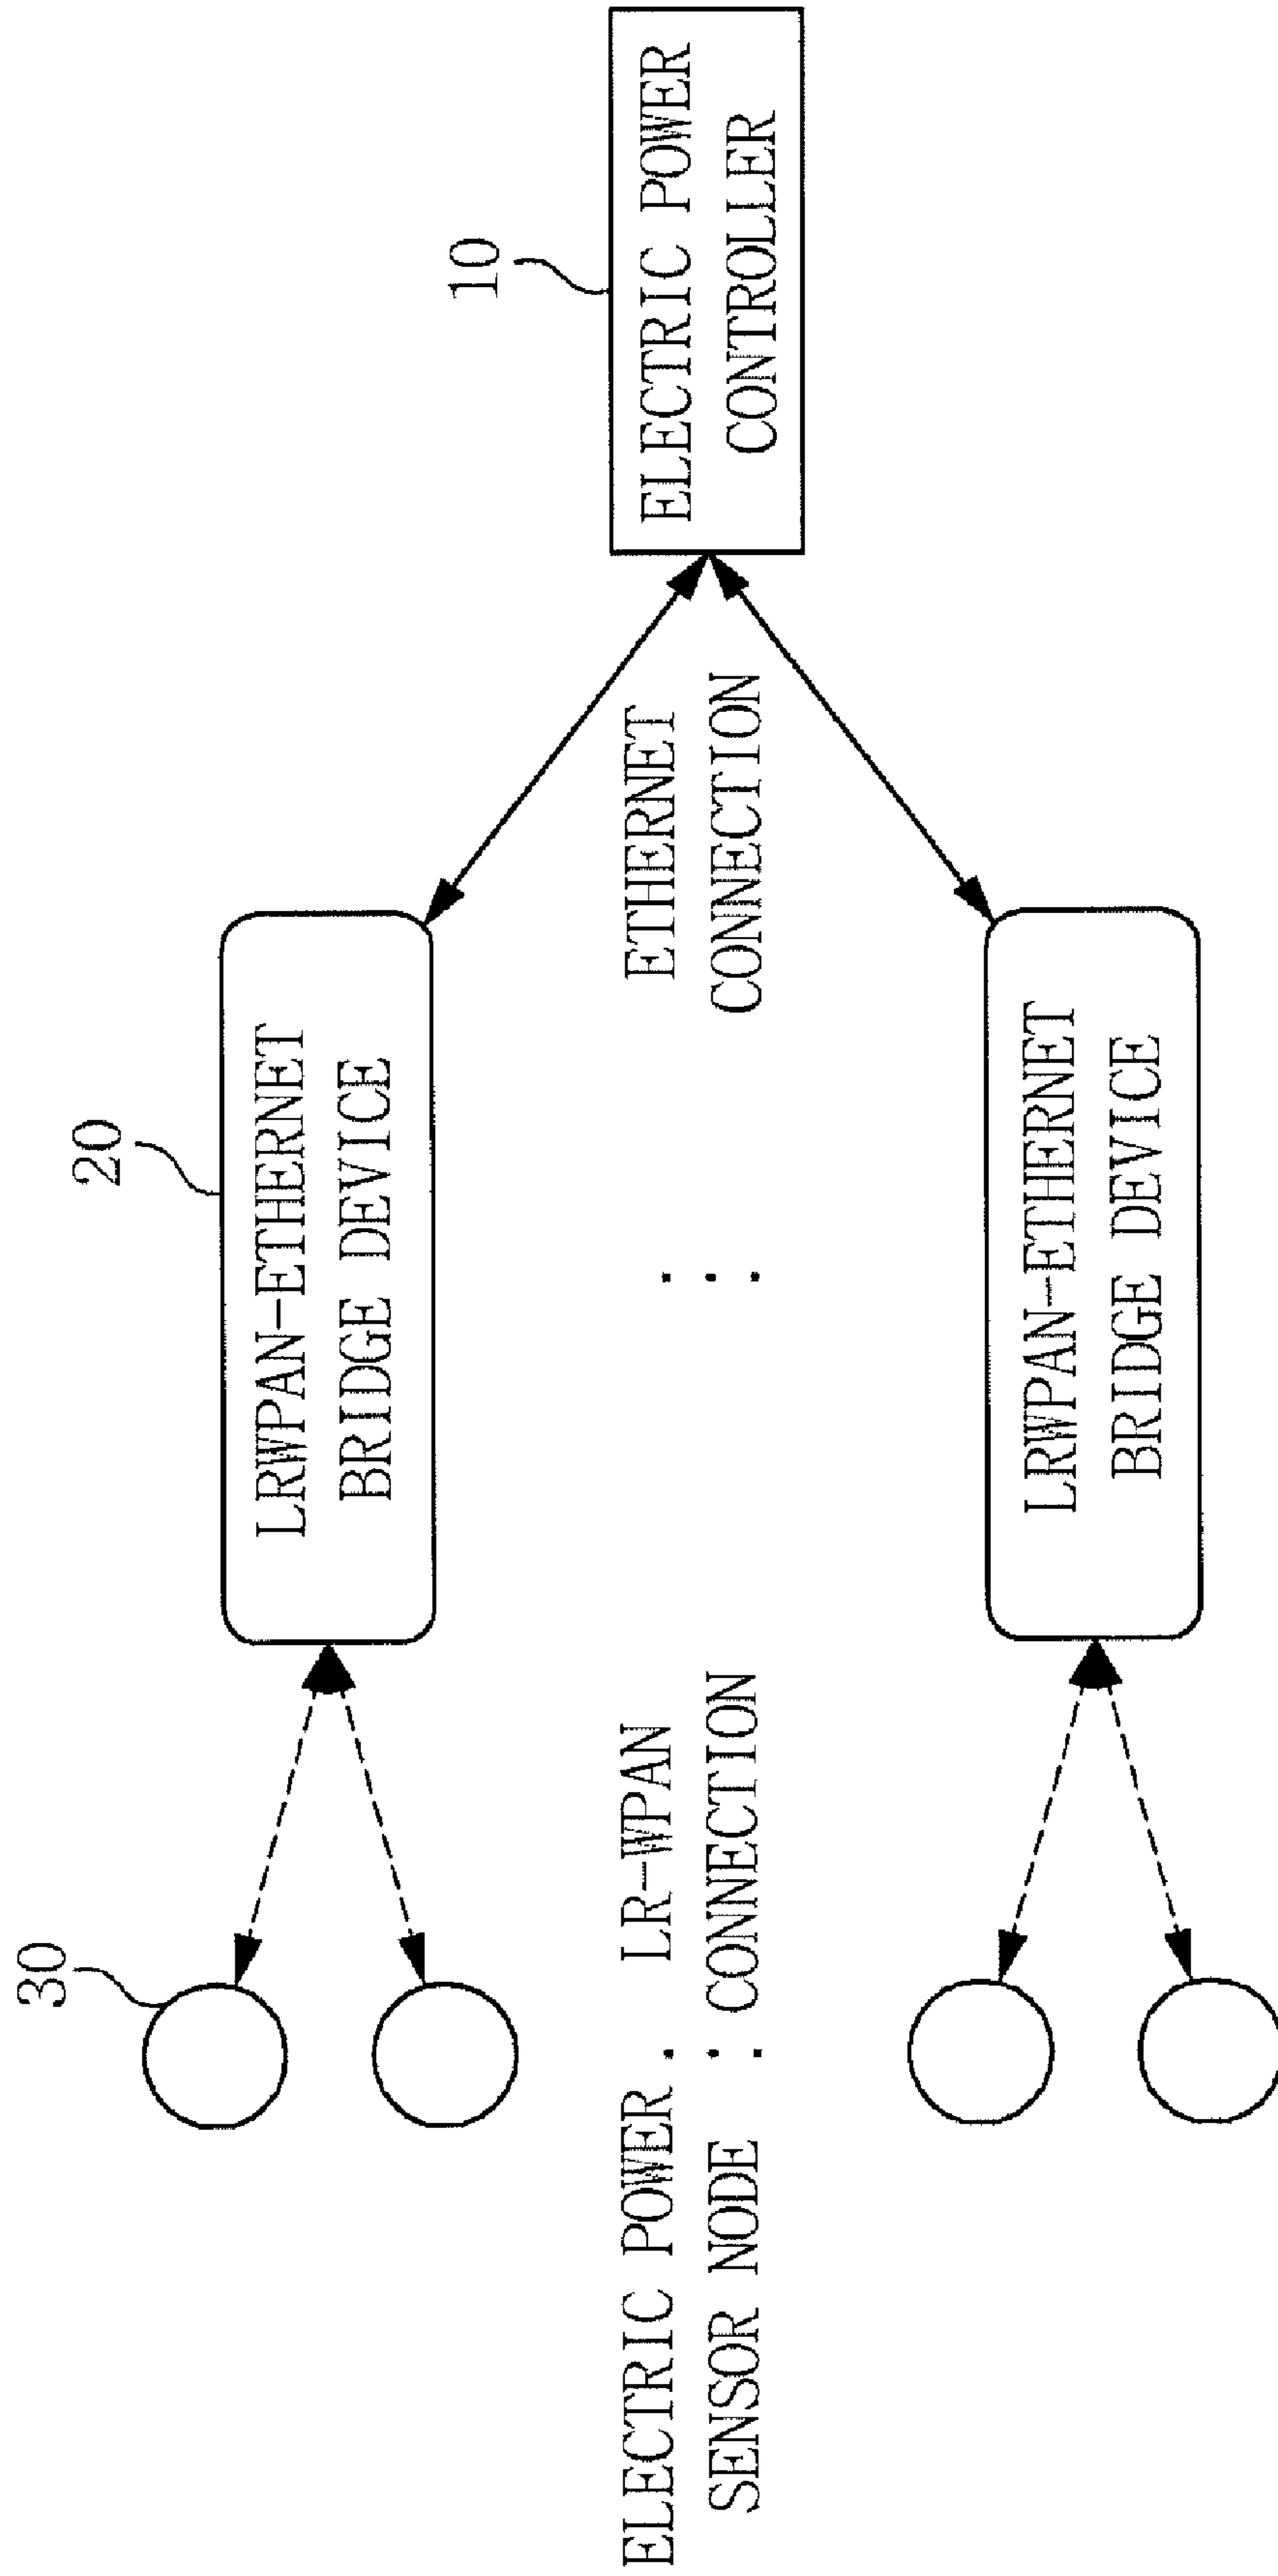 30
20
LRWPAN-ETHERNET
BRIDGE DEVICE
10
ELECTRIC POWER
SENSOR NODE
LR-WPAN
CONNECTION
ETHERNET
CONNECTION
ELECTRIC POWER
CONTROLLER
LRWPAN-ETHERNET
BRIDGE DEVICE